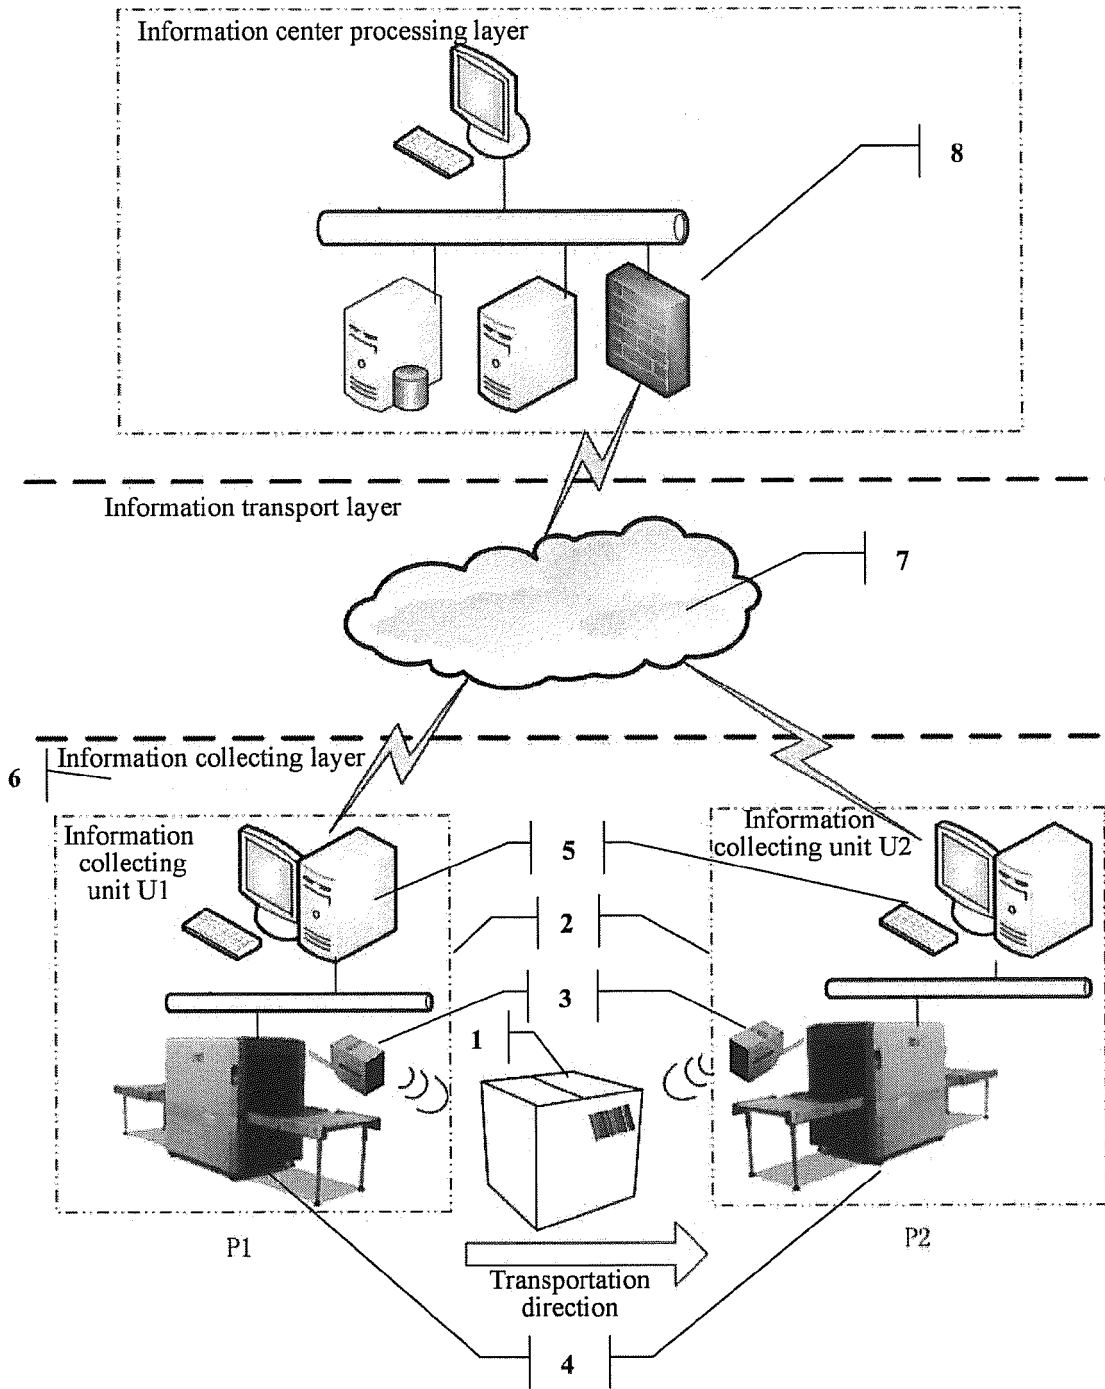 Information center processing layer
8
Information transport layer
7
Information collecting layer
6
Information
collecting
unit U1
Information
collecting unit U2
5
2
3
1
P1
P2
Transportation
direction
4